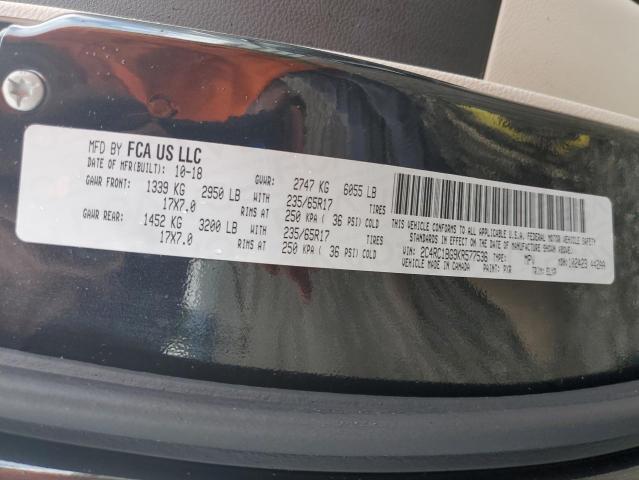 MFD BY FCA US LLC
DATE OF MFR(BUILT): 10-18 GVWR: 2747 KG 6055 LB
GAWR FRONT: 1339 KG 2950 LB WITH 235/65R17 TIRES
17X7.0 RIMS AT 250 KPA ( 36 PSI) COLD
GAWR REAR: 1452 KG 3200 LB WITH 235/65R17 TIRES
17X7.0 RIMS AT 250 KPA ( 36 PSI) COLD
THIS VEHICLE CONFORMS TO ALL APPLICABLE U.S.A. FEDERAL MOTOR VEHICLE SAFETY
STANDARDS IN EFFECT ON THE DATE OF MANUFACTURE SHOWN ABOVE.
VIN: 2C4RC1BG9KR577536 TYPE: MPV MDH: 102423 442AA
VEHICLE MADE IN CANADA PAINT: PXR TRIM: